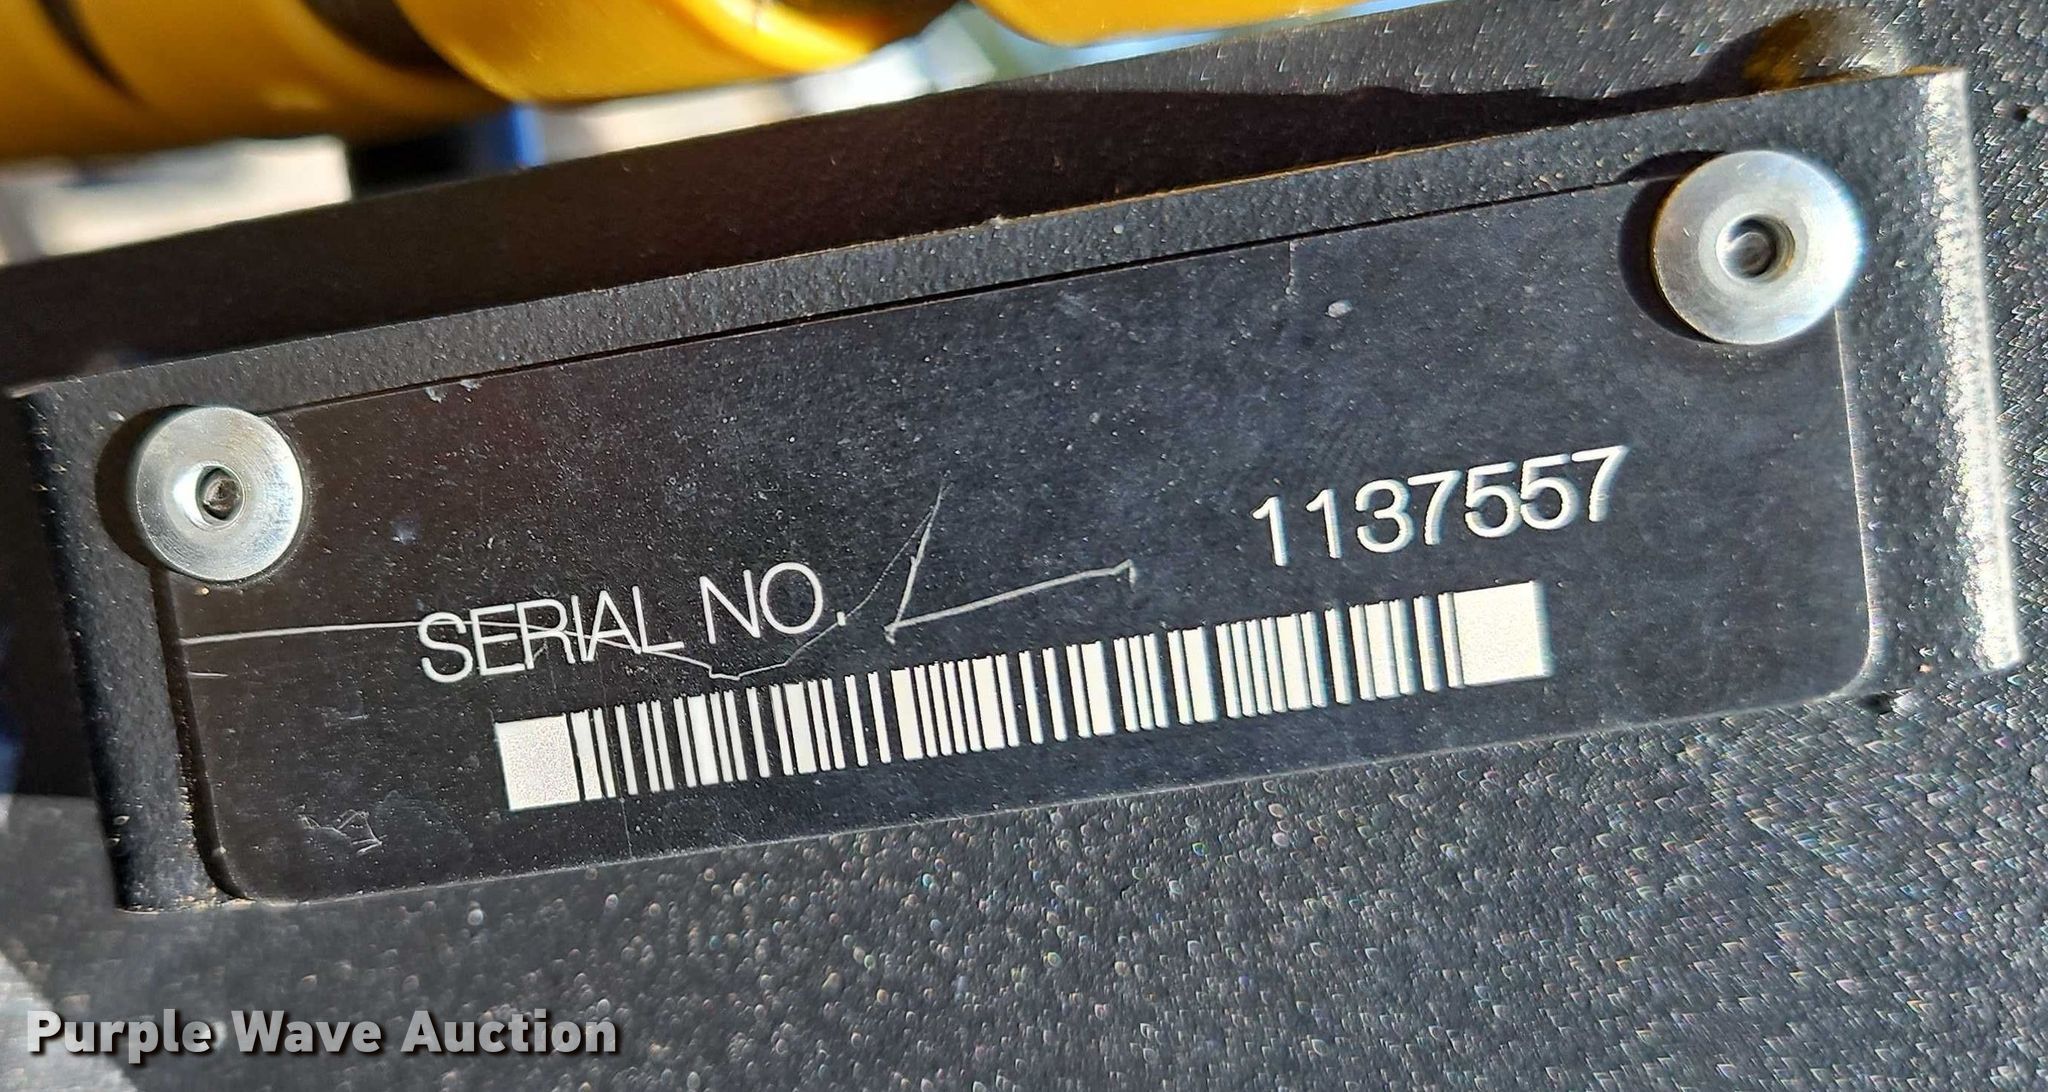 SERIAL NO. 1137557
Purple Wave Auction